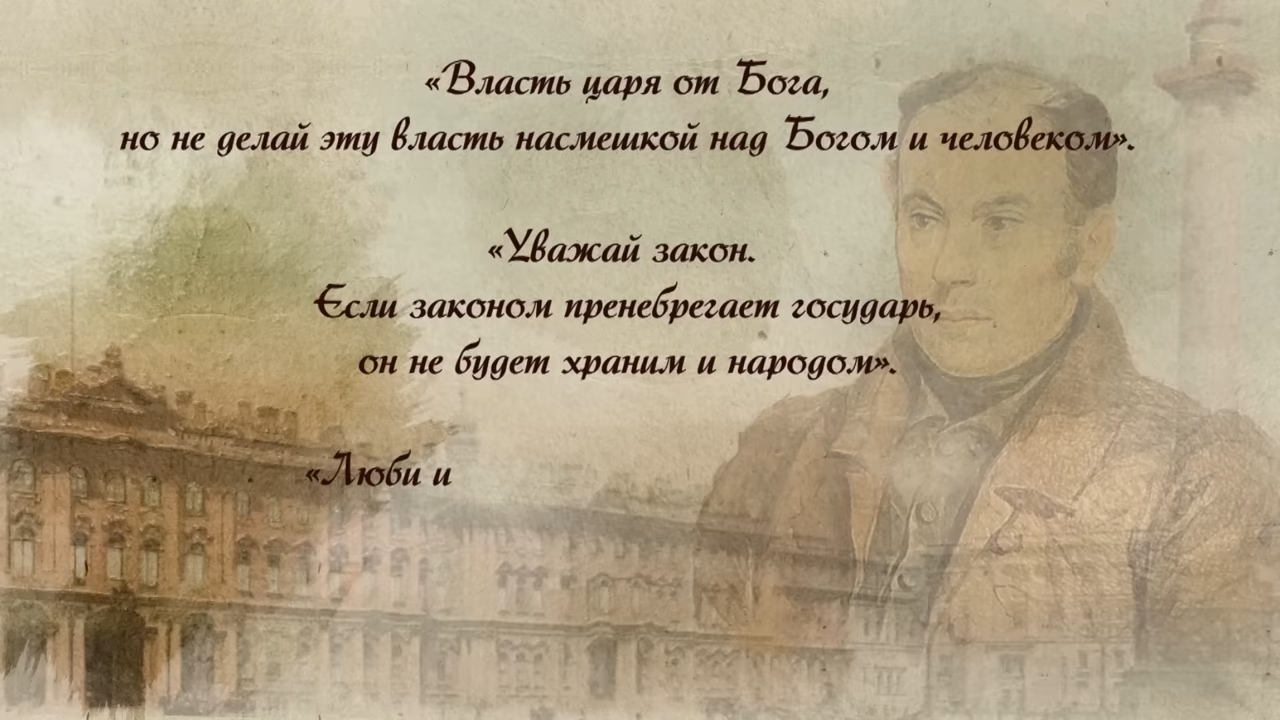 «Власть царя от Бога,
но не делай эту власть насмешкой над Богом и человеком».
«Уважай закон.
Если законом пренебрегает государь,
он не будет храним и народом».
«Люби и